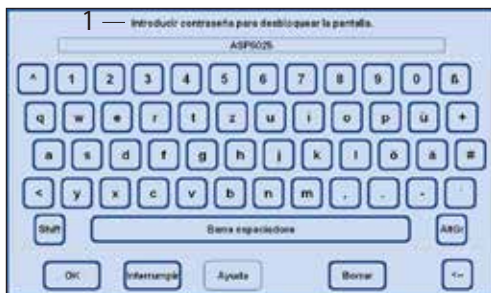 1 Introducir contraseña para desbloquear la pantalla.
ASP6025
^ 1 2 3 4 5 6 7 8 9 0 ß
q w e r t z u i o p ü +
a s d f g h j k l ö ä #
< y x c v b n m , . -
Shift Barra espaciadora AltGr
OK Interrumpir Ayuda Borrar <--